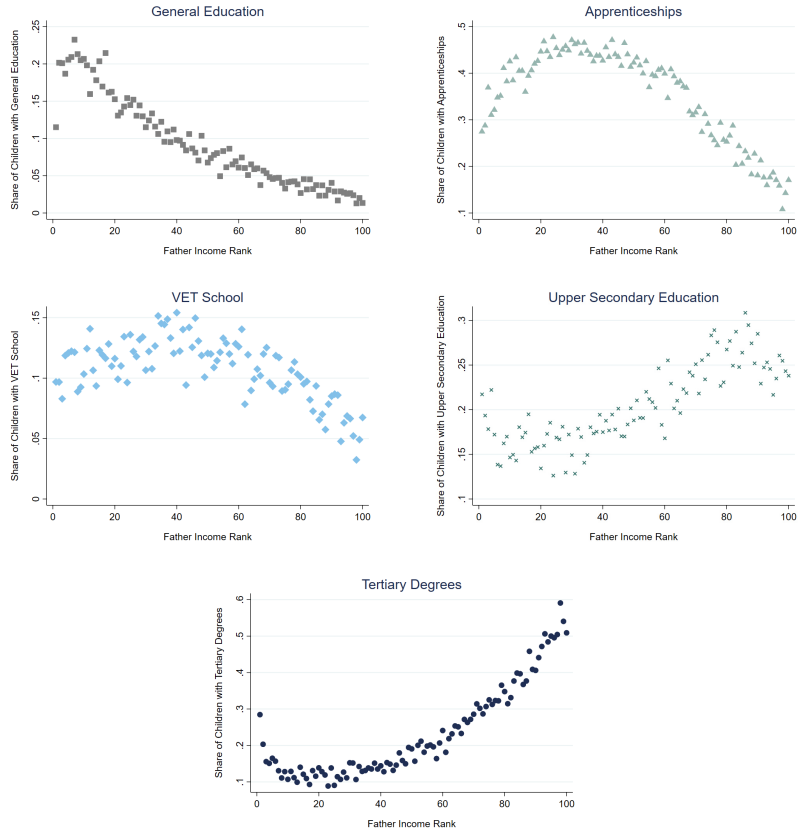 General Education
Share of Children with General Education
.25
.2
.15
.1
.05
0
0 20 40 60 80 100
Father Income Rank
Apprenticeships
Share of Children with Apprenticeships
.5
.4
.3
.2
.1
0 20 40 60 80 100
Father Income Rank
VET School
Share of Children with VET School
.15
.1
.05
0
0 20 40 60 80 100
Father Income Rank
Upper Secondary Education
Share of Children with Upper Secondary Education
.3
.25
.2
.15
.1
0 20 40 60 80 100
Father Income Rank
Tertiary Degrees
Share of Children with Tertiary Degrees
.6
.5
.4
.3
.2
.1
0 20 40 60 80 100
Father Income Rank